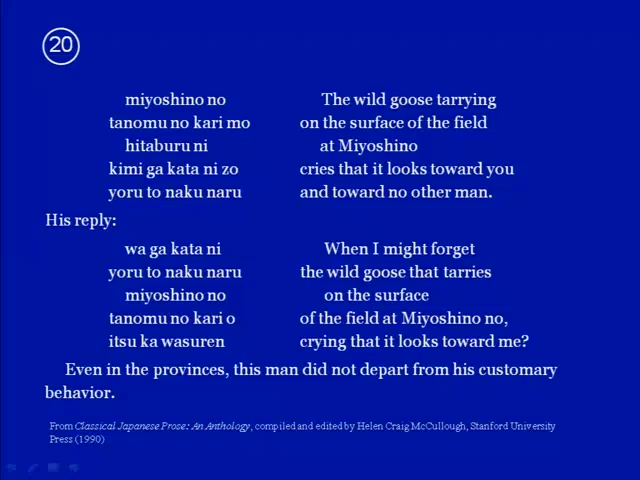 20
miyoshino no The wild goose tarrying
tanomu no kari mo on the surface of the field
hitaburu ni at Miyoshino
kimi ga kata ni zo cries that it looks toward you
yoru to naku naru and toward no other man.
His reply:
wa ga kata ni When I might forget
yoru to naku naru the wild goose that tarries
miyoshino no on the surface
tanomu no kari o of the field at Miyoshino no,
itsu ka wasuren crying that it looks toward me?
Even in the provinces, this man did not depart from his customary
behavior.
From Classical Japanese Prose: An Anthology, compiled and edited by Helen Craig McCullough, Stanford University
Press (1990)